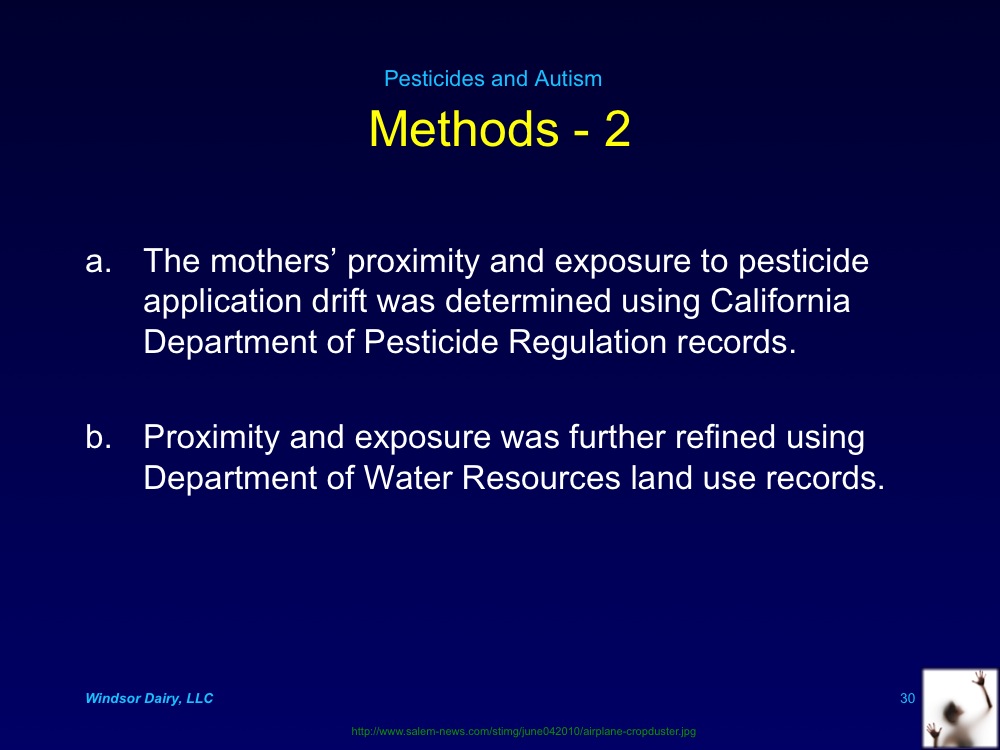 Pesticides and Autism
Methods - 2
a. The mothers’ proximity and exposure to pesticide
application drift was determined using California
Department of Pesticide Regulation records.
b. Proximity and exposure was further refined using
Department of Water Resources land use records.
Windsor Dairy, LLC
30
http://www.salem-news.com/stimg/june042010/airplane-cropduster.jpg